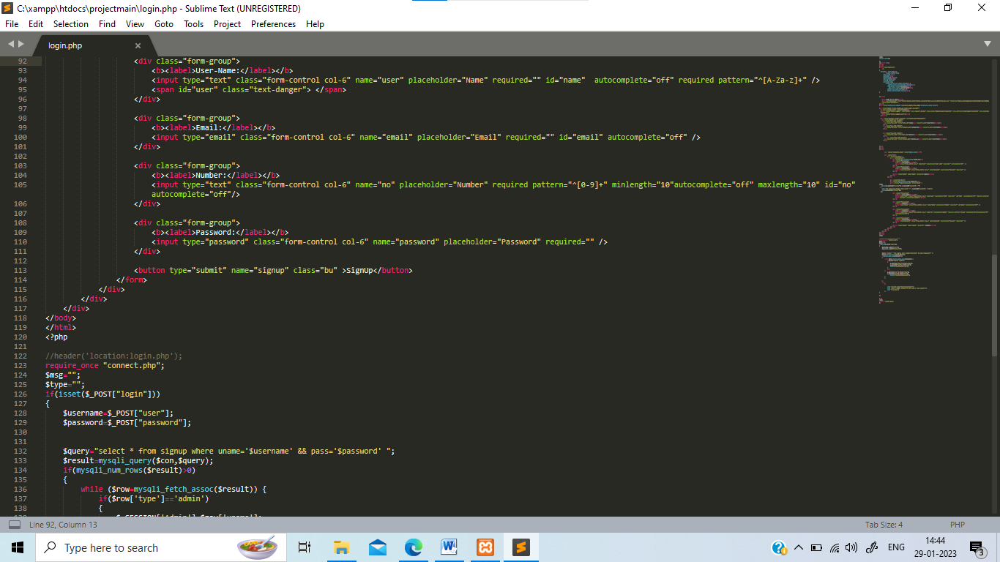 C:\xampp\htdocs\projectmain\login.php - Sublime Text (UNREGISTERED)
File Edit Selection Find View Goto Tools Project Preferences Help
login.php
92 <div class="form-group">
93 <b><label>User-Name:</label></b>
94 <input type="text" class="form-control col-6" name="user" placeholder="Name" required="" id="name"  autocomplete="off" required pattern="^[A-Za-z]+" />
95 <span id="user" class="text-danger"> </span>
96 </div>
97
98 <div class="form-group">
99 <b><label>Email:</label></b>
100 <input type="email" class="form-control col-6" name="email" placeholder="Email" required="" id="email" autocomplete="off" />
101 </div>
102
103 <div class="form-group">
104 <b><label>Number:</label></b>
105 <input type="text" class="form-control col-6" name="no" placeholder="Number" required pattern="^[0-9]+" minlength="10"autocomplete="off" maxlength="10" id="no"
autocomplete="off"/>
106 </div>
107
108 <div class="form-group">
109 <b><label>Password:</label></b>
110 <input type="password" class="form-control col-6" name="password" placeholder="Password" required="" />
111 </div>
112
113 <button type="submit" name="signup" class="bu" >SignUp</button>
114 </form>
115 </div>
116 </div>
117 </div>
118 </body>
119 </html>
120 <?php
121
122 //header('location:login.php');
123 require_once "connect.php";
124 $msg="";
125 $type="";
126 if(isset($_POST["login"]))
127 {
128 $username=$_POST["user"];
129 $password=$_POST["password"];
130
131
132 $query="select * from signup where uname='$username' && pass='$password' ";
133 $result=mysqli_query($con,$query);
134 if(mysqli_num_rows($result)>0)
135 {
136 while ($row=mysqli_fetch_assoc($result)) {
137 if($row['type']=='admin')
138 {
Line 92, Column 13 Tab Size: 4 PHP
Type here to search
ENG
14:44
29-01-2023
3